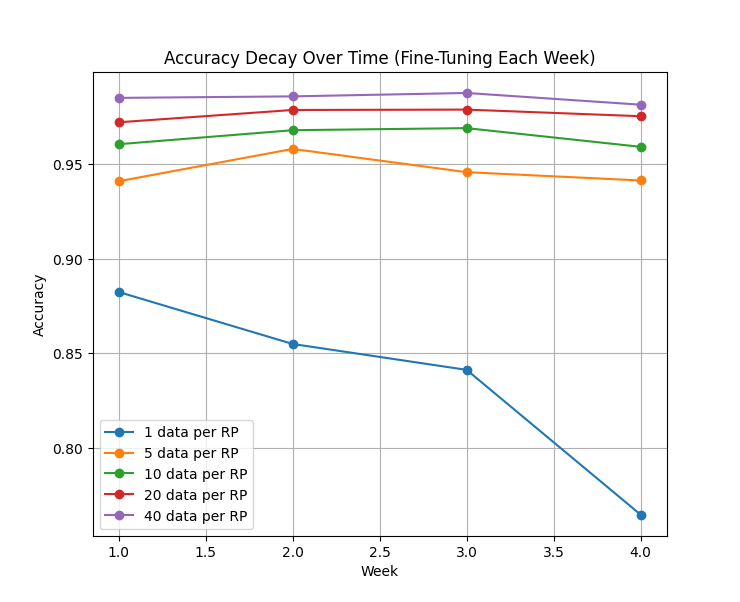 Accuracy Decay Over Time (Fine-Tuning Each Week)
0.95
0.90
0.85
0.80
Accuracy
1 data per RP
5 data per RP
10 data per RP
20 data per RP
40 data per RP
1.0 1.5 2.0 2.5 3.0 3.5 4.0
Week